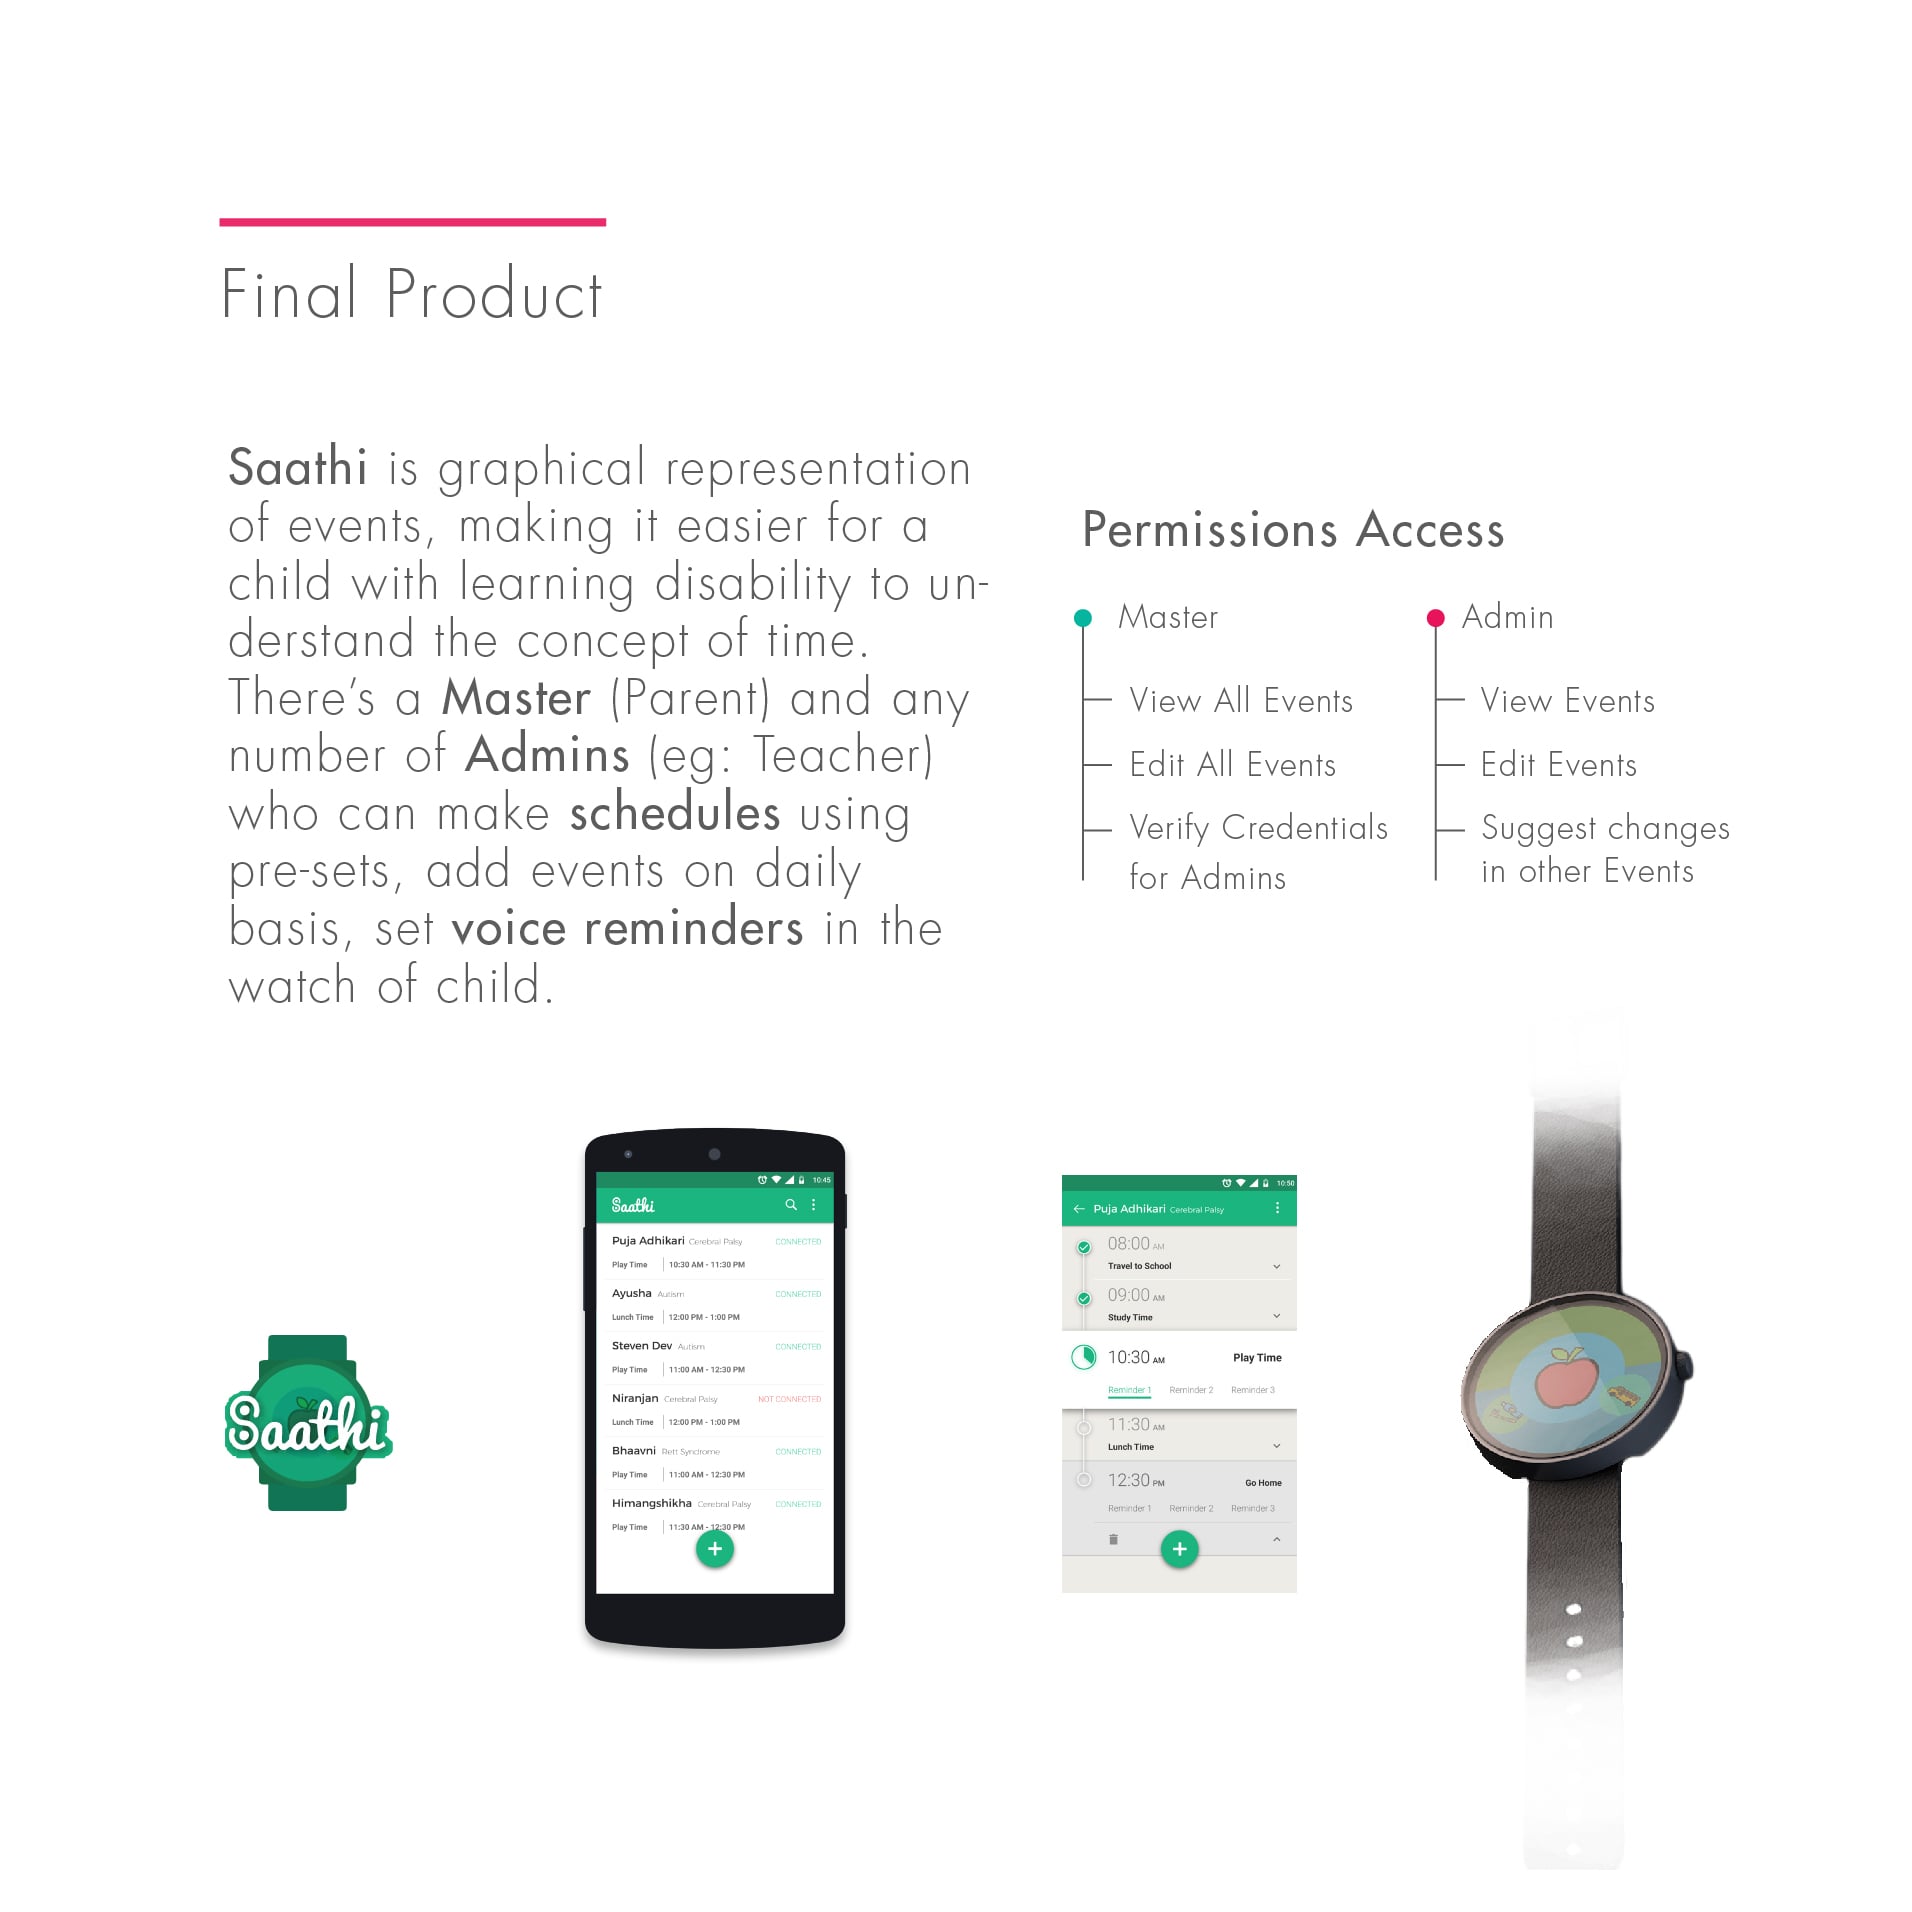 Final Product
Saathi is graphical representation
of events, making it easier for a
child with learning disability to un-
derstand the concept of time.
There's a Master (Parent) and any
number of Admins (eg: Teacher)
who can make schedules using
pre-sets, add events on daily
basis, set voice reminders in the
watch of child.
Permissions Access
Master
View All Events
Edit All Events
Verify Credentials
for Admins
Admin
View Events
Edit Events
Suggest changes
in other Events
Saathi
10:45
Saathi
Puja Adhikari Cerebral Palsy CONNECTED
Play Time 10:30 AM - 11:30 PM
Ayusha Autism CONNECTED
Lunch Time 12:00 PM - 1:00 PM
Steven Dev Autism CONNECTED
Play Time 11:00 AM - 12:30 PM
Niranjan Cerebral Palsy NOT CONNECTED
Lunch Time 12:00 PM - 1:00 PM
Bhaavni Rett Syndrome CONNECTED
Play Time 11:00 AM - 12:30 PM
Himangshikha Cerebral Palsy CONNECTED
Play Time 11:30 AM - 12:30 PM
10:50
Puja Adhikari Cerebral Palsy
08:00 AM
Travel to School
09:00 AM
Study Time
10:30 AM Play Time
Reminder 1 Reminder 2 Reminder 3
11:30 AM
Lunch Time
12:30 PM Go Home
Reminder 1 Reminder 2 Reminder 3